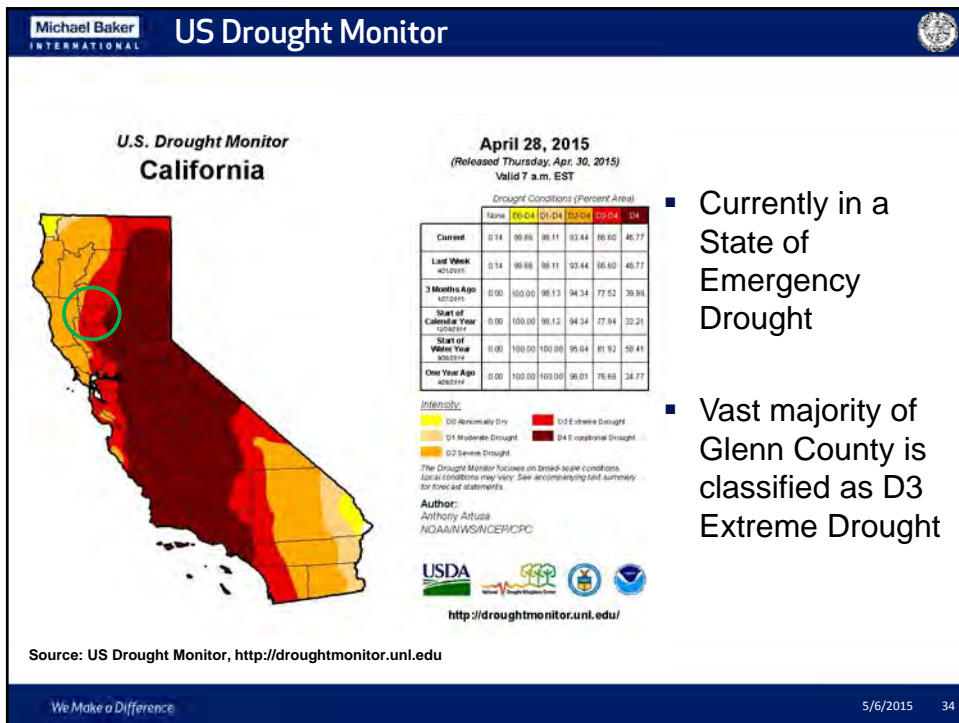 Michael Baker
INTERNATIONAL
US Drought Monitor
U.S. Drought Monitor
California
April 28, 2015
(Released Thursday, Apr. 30, 2015)
Valid 7 a.m. EST
Drought Conditions (Percent Area)
None D0-D4 D1-D4 D2-D4 D3-D4 D4
Current 0.14 99.86 98.11 93.44 66.60 46.77
Last Week 0.14 99.86 98.11 93.44 66.60 46.77
3 Months Ago 0.00 100.00 98.13 94.34 77.52 39.99
Start of
Calendar Year 0.00 100.00 98.12 94.34 77.94 32.21
Start of
Water Year 0.00 100.00 100.00 95.04 81.92 58.41
One Year Ago 0.00 100.00 100.00 96.01 76.68 24.77
Intensity:
D0 Abnormally Dry
D1 Moderate Drought
D2 Severe Drought
D3 Extreme Drought
D4 Exceptional Drought
The Drought Monitor focuses on broad-scale conditions.
Local conditions may vary. See accompanying text summary
for forecast statements.
Author:
Anthony Artusa
NOAA/NWS/NCEP/CPC
USDA
http://droughtmonitor.unl.edu/
▪ Currently in a
State of
Emergency
Drought
▪ Vast majority of
Glenn County is
classified as D3
Extreme Drought
Source: US Drought Monitor, http://droughtmonitor.unl.edu
We Make a Difference
5/6/2015 34